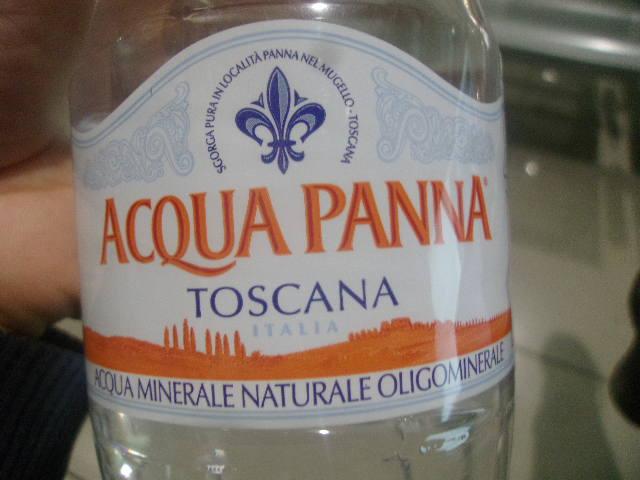 SGORGA PURA IN LOCALITÀ PANNA NEL MUGELLO - TOSCANA
ACQUA PANNA
TOSCANA
ITALIA
ACQUA MINERALE NATURALE OLIGOMINERALE